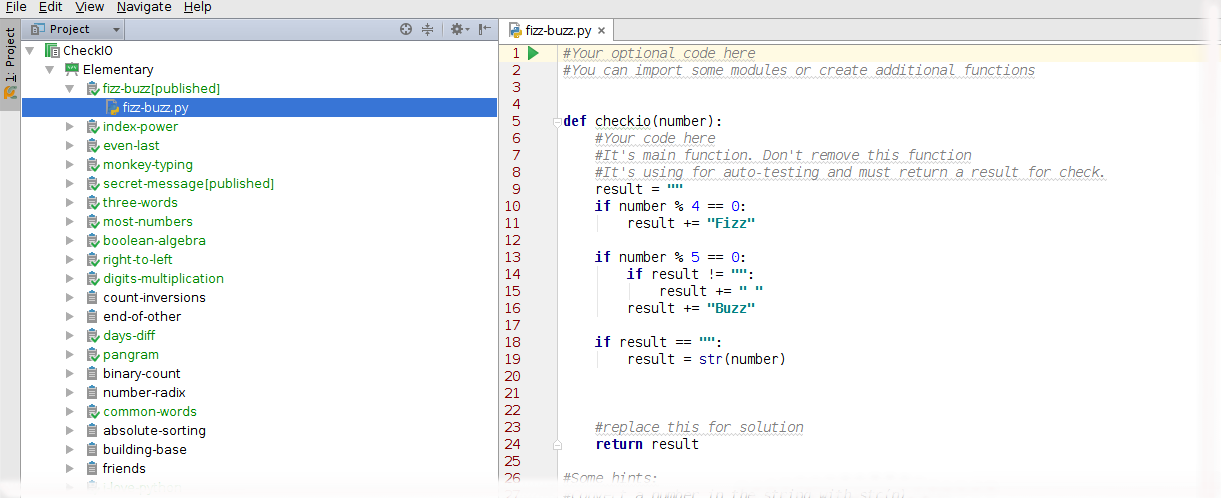 File Edit View Navigate Help
1: Project
Project
CheckIO
Elementary
fizz-buzz[published]
fizz-buzz.py
index-power
even-last
monkey-typing
secret-message[published]
three-words
most-numbers
boolean-algebra
right-to-left
digits-multiplication
count-inversions
end-of-other
days-diff
pangram
binary-count
number-radix
common-words
absolute-sorting
building-base
friends
fizz-buzz.py
1 #Your optional code here
2 #You can import some modules or create additional functions
3
4
5 def checkio(number):
6 #Your code here
7 #It's main function. Don't remove this function
8 #It's using for auto-testing and must return a result for check.
9 result = ""
10 if number % 4 == 0:
11 result += "Fizz"
12
13 if number % 5 == 0:
14 if result != "":
15 result += " "
16 result += "Buzz"
17
18 if result == "":
19 result = str(number)
20
21
22
23 #replace this for solution
24 return result
25
26 #Some hints: